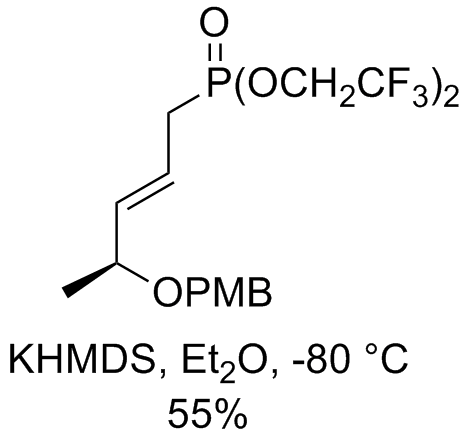 O
P(OCH₂CF₃)₂
OPMB
KHMDS, Et₂O, -80 °C
55%